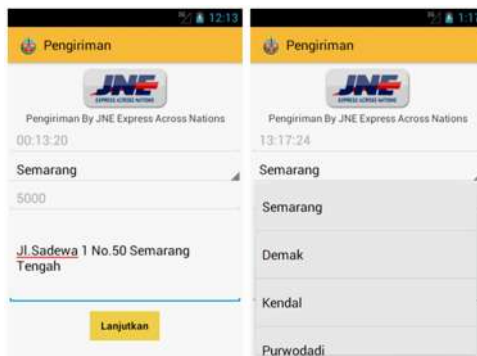 12:13
Pengiriman
JNE
EXPRESS ACROSS NATIONS
Pengiriman By JNE Express Across Nations
00:13:20
Semarang
5000
Jl.Sadewa 1 No.50 Semarang
Tengah
Lanjutkan
1:17
Pengiriman
JNE
EXPRESS ACROSS NATIONS
Pengiriman By JNE Express Across Nations
13:17:24
Semarang
Semarang
Demak
Kendal
Purwodadi